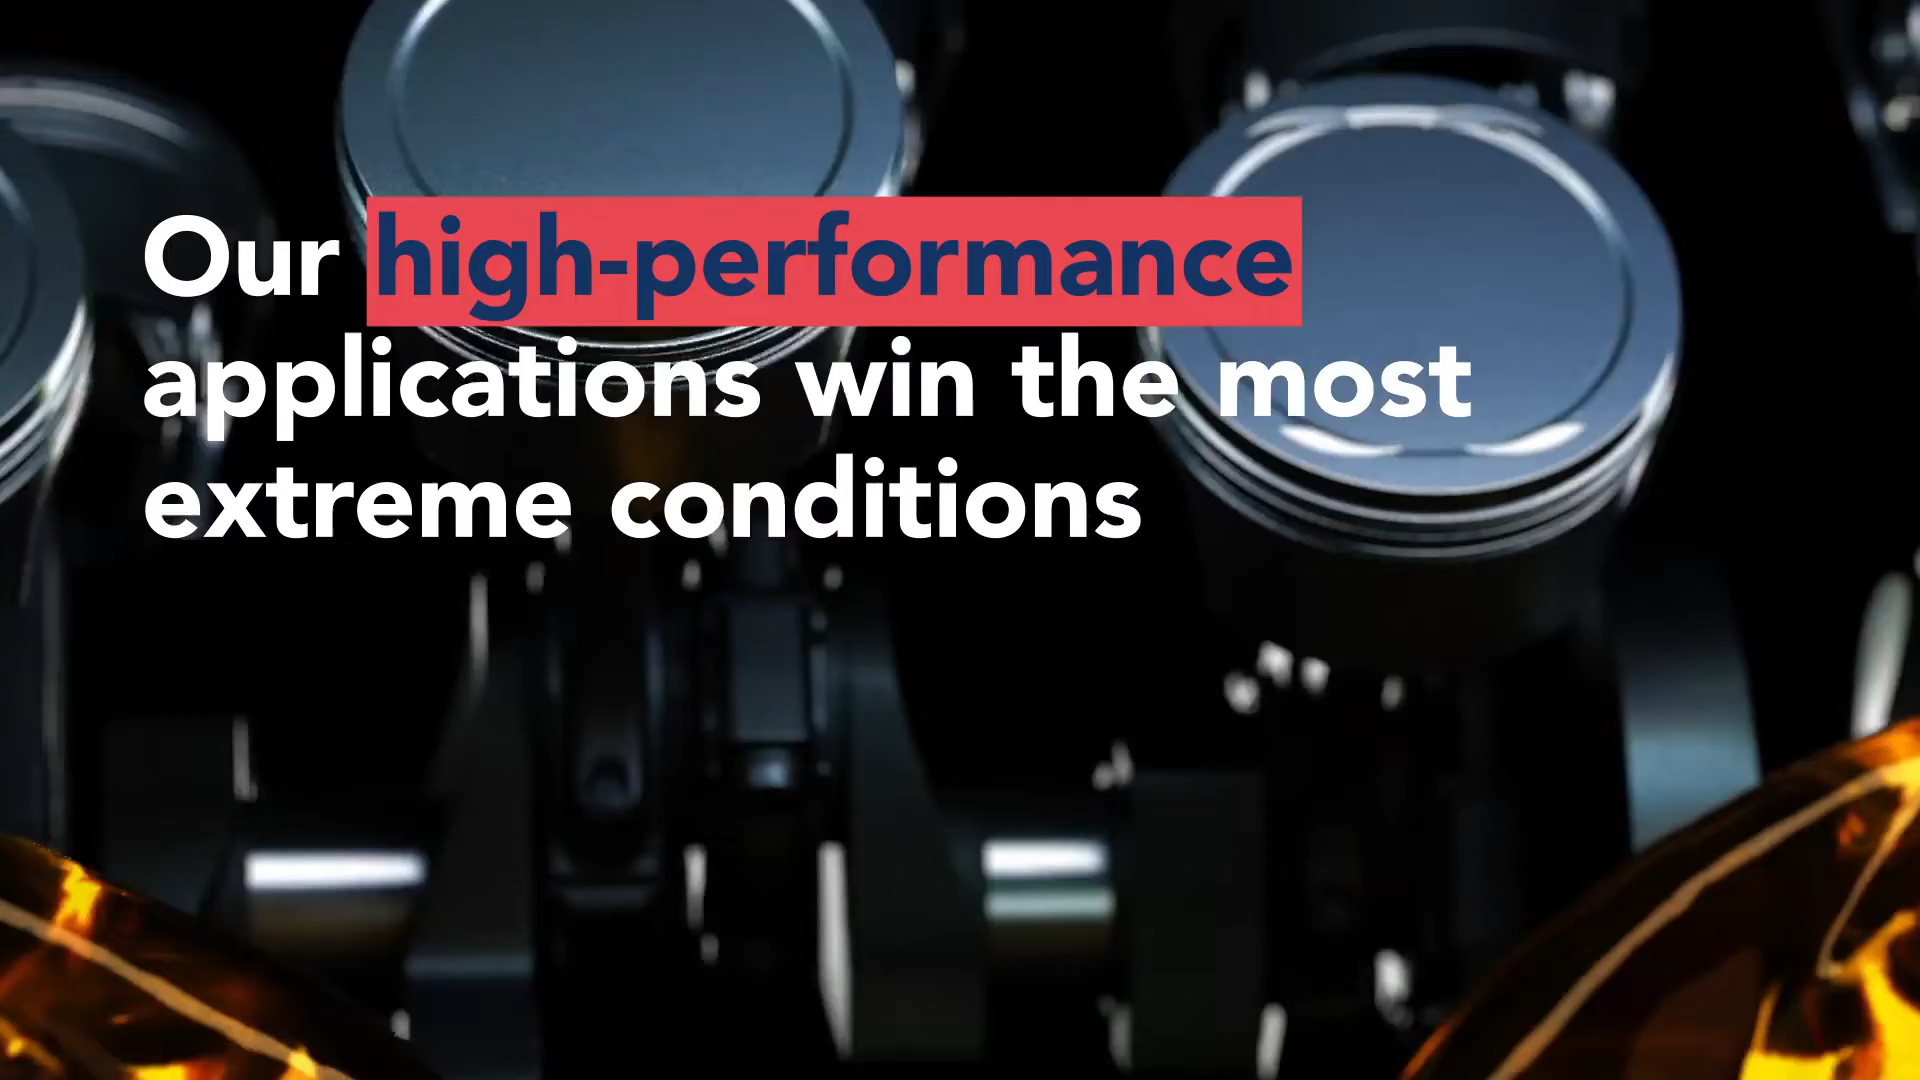 Our high-performance
applications win the most
extreme conditions